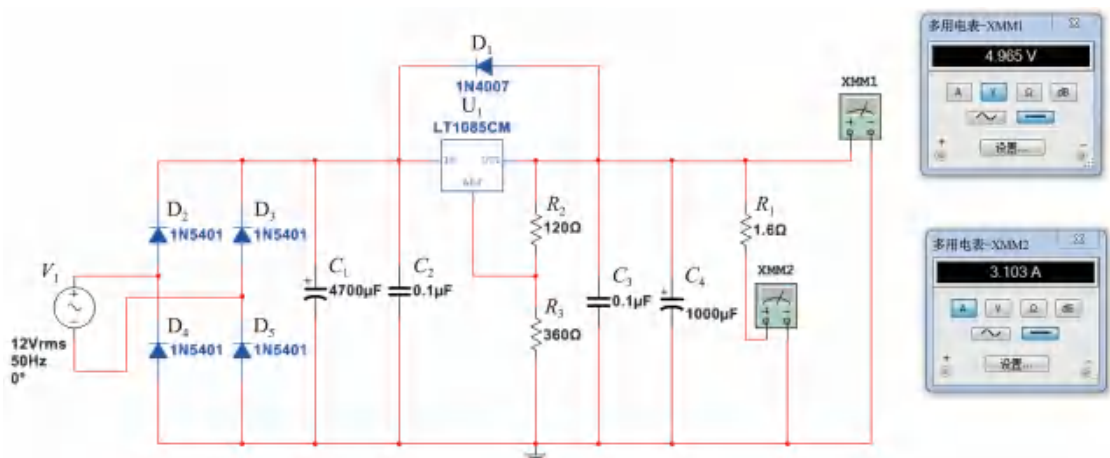 D₁
1N4007
U₁
LT1085CM
IN OUT
ADJ
D₂
1N5401
D₃
1N5401
V₁
12Vrms
50Hz
0°
D₄
1N5401
D₅
1N5401
C₁
4700μF
C₂
0.1μF
R₂
120Ω
R₃
360Ω
C₃
0.1μF
C₄
1000μF
R₁
1.6Ω
XMM1
XMM2
多用电表-XMM1
4.965 V
A V Ω dB
设置...
多用电表-XMM2
3.103 A
A V Ω dB
设置...